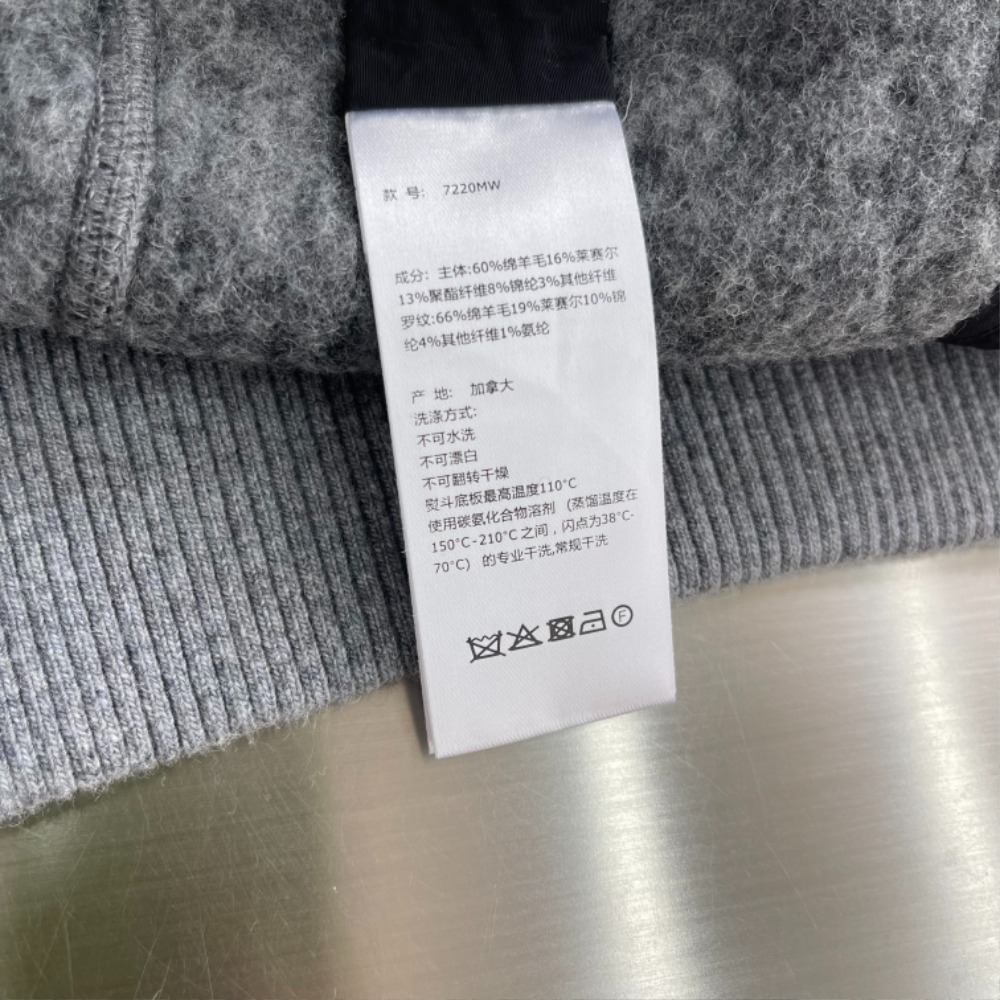 款 号: 7220MW
成分: 主体:60%绵羊毛16%莱赛尔
13%聚酯纤维8%锦纶3%其他纤维
罗纹:66%绵羊毛19%莱赛尔10%锦
纶4%其他纤维1%氨纶
产 地: 加拿大
洗涤方式:
不可水洗
不可漂白
不可翻转干燥
熨斗底板最高温度110°C
使用碳氢化合物溶剂 (蒸馏温度在
150°C-210°C之间，闪点为38°C-
70°C) 的专业干洗,常规干洗
F